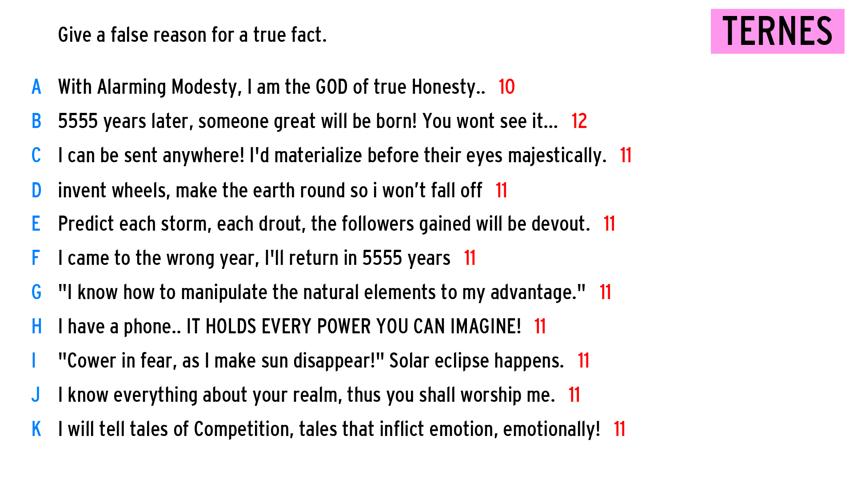 Give a false reason for a true fact.
TERNES
A With Alarming Modesty, I am the GOD of true Honesty.. 10
B 5555 years later, someone great will be born! You wont see it... 12
C I can be sent anywhere! I'd materialize before their eyes majestically. 11
D invent wheels, make the earth round so i won't fall off 11
E Predict each storm, each drout, the followers gained will be devout. 11
F I came to the wrong year, I'll return in 5555 years 11
G "I know how to manipulate the natural elements to my advantage." 11
H I have a phone.. IT HOLDS EVERY POWER YOU CAN IMAGINE! 11
I "Cower in fear, as I make sun disappear!" Solar eclipse happens. 11
J I know everything about your realm, thus you shall worship me. 11
K I will tell tales of Competition, tales that inflict emotion, emotionally! 11